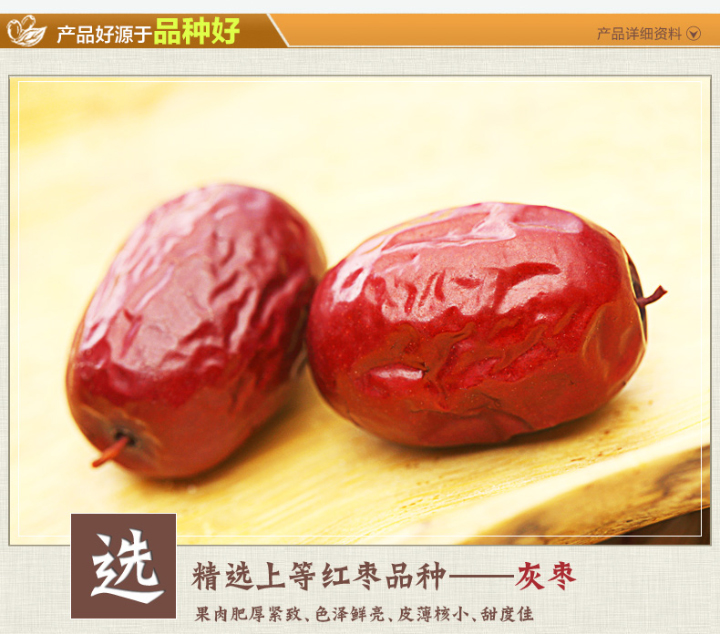 产品好源于品种好
产品详细资料
选
精选上等红枣品种——灰枣
果肉肥厚紧致、色泽鲜亮、皮薄核小、甜度佳